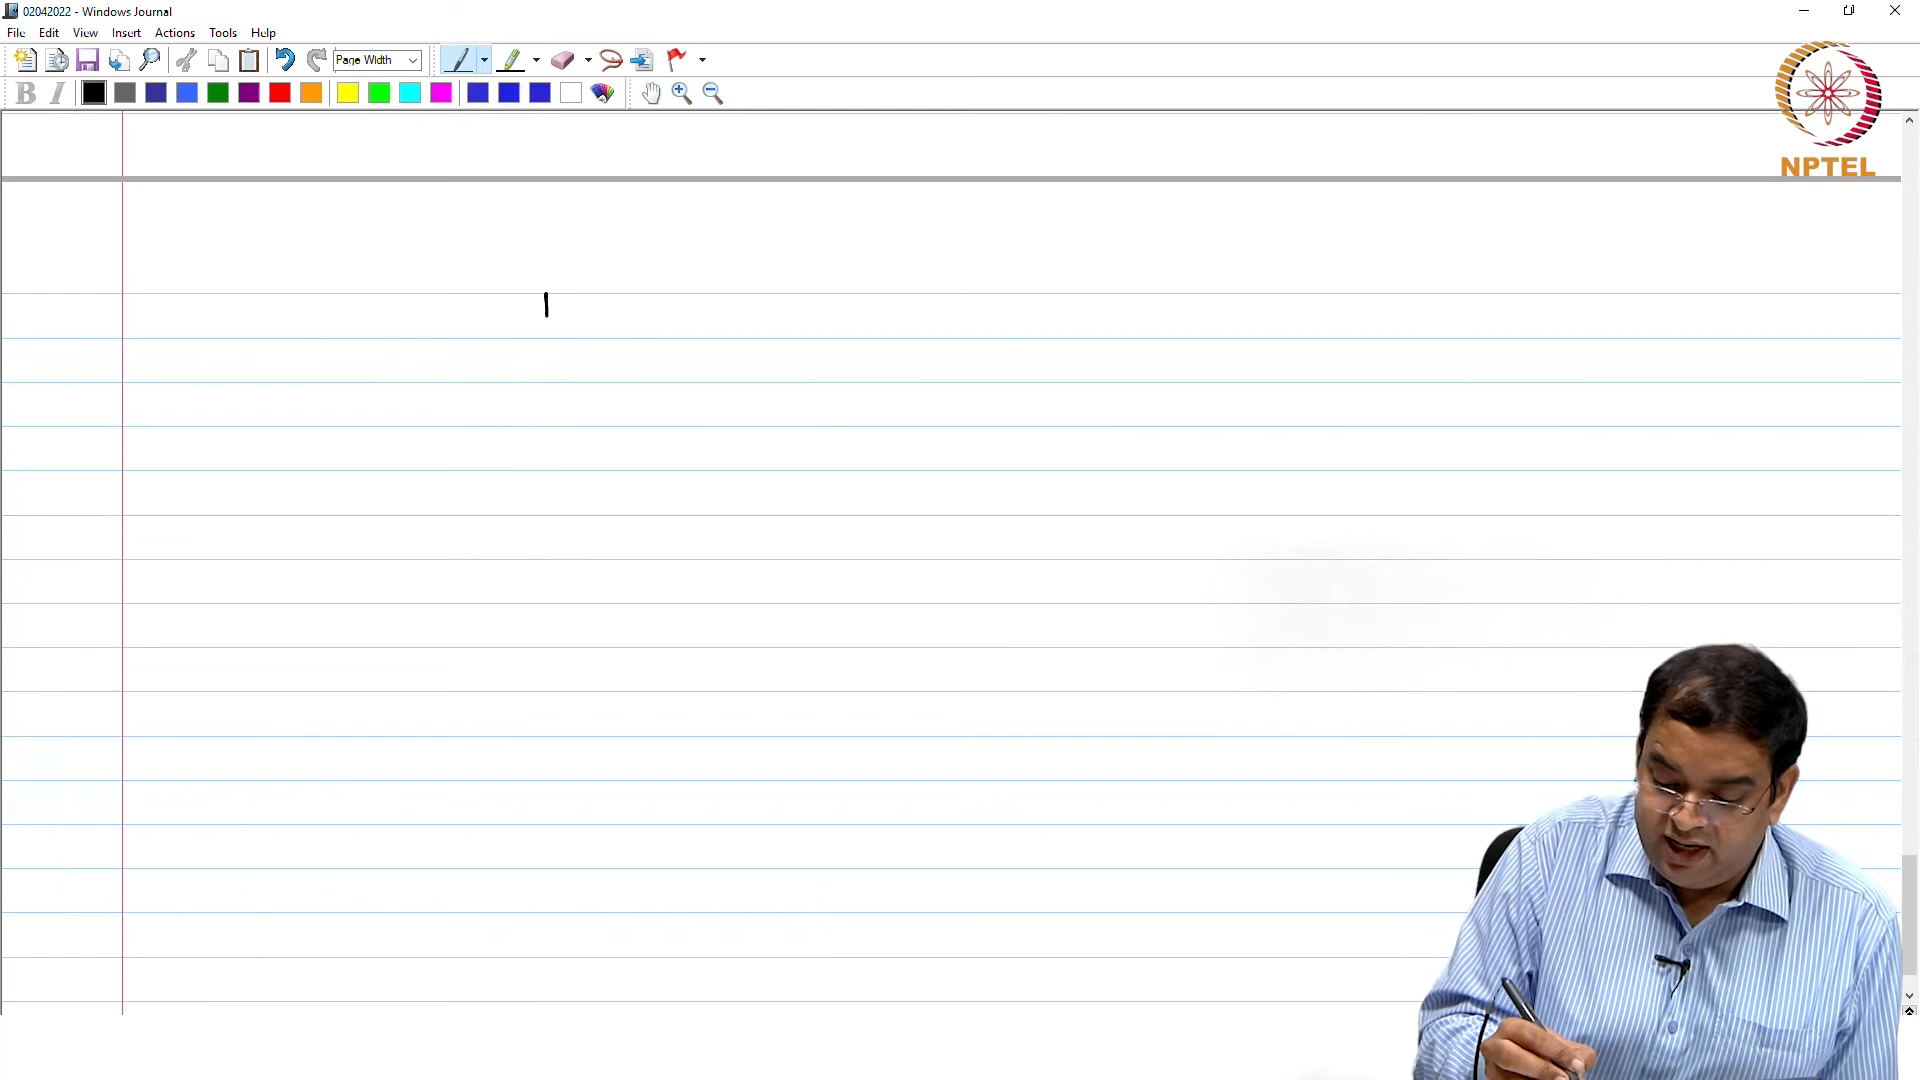 02042022 - Windows Journal
File Edit View Insert Actions Tools Help
Page Width
B I
NPTEL